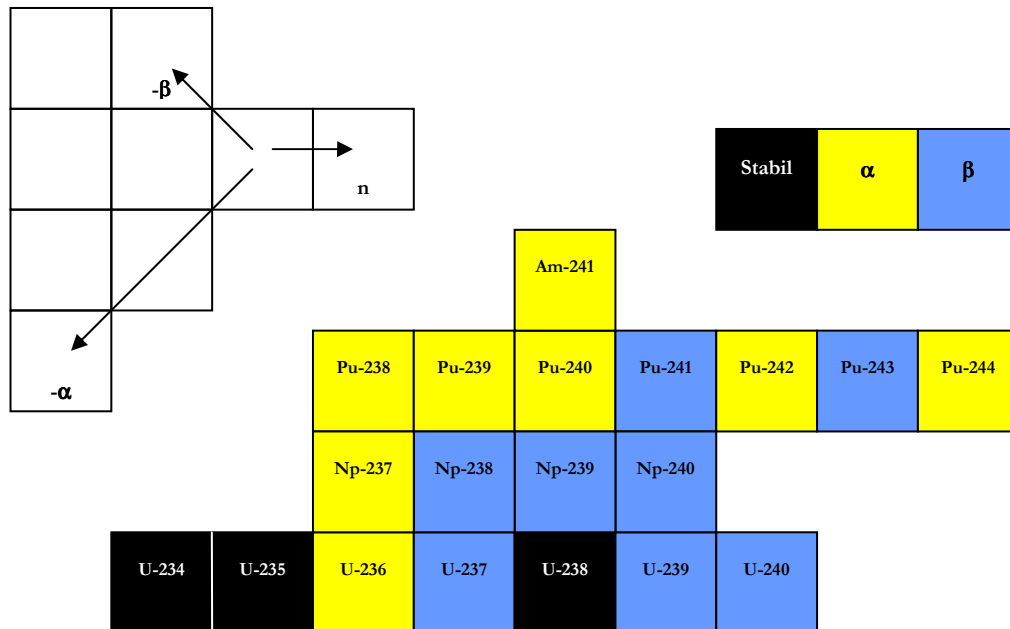 -β
n
-α
Stabil α β
Am-241
Pu-238 Pu-239 Pu-240 Pu-241 Pu-242 Pu-243 Pu-244
Np-237 Np-238 Np-239 Np-240
U-234 U-235 U-236 U-237 U-238 U-239 U-240